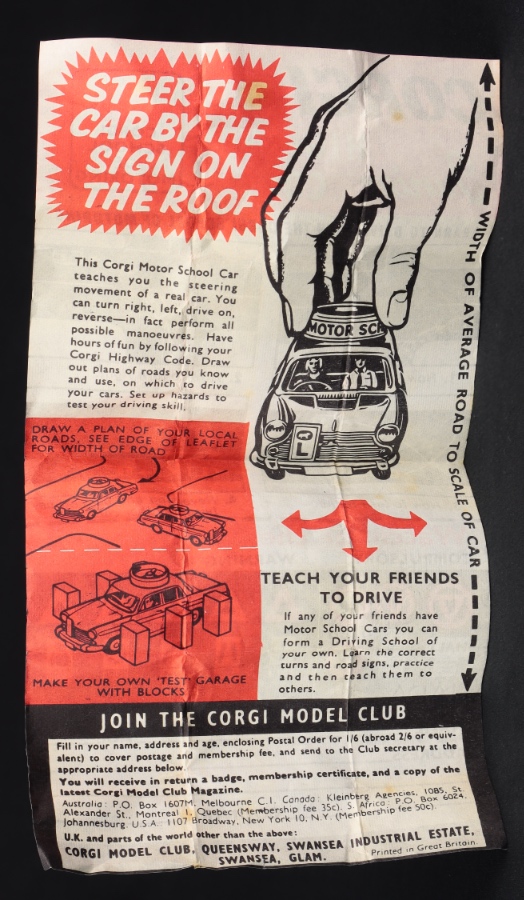 STEER THE
CAR BY THE
SIGN ON
THE ROOF
WIDTH OF AVERAGE ROAD TO SCALE OF CAR
This Corgi Motor School Car
teaches you the steering
movement of a real car. You
can turn right, left, drive on,
reverse—in fact perform all
possible manoeuvres. Have
hours of fun by following your
Corgi Highway Code. Draw
out plans of roads you know
and use, on which to drive
your cars. Set up hazards to
test your driving skill.
MOTOR SCH
L
DRAW A PLAN OF YOUR LOCAL
ROADS, SEE EDGE OF LEAFLET
FOR WIDTH OF ROAD
MAKE YOUR OWN 'TEST' GARAGE
WITH BLOCKS
TEACH YOUR FRIENDS
TO DRIVE
If any of your friends have
Motor School Cars you can
form a Driving School of
your own. Learn the correct
turns and road signs, practice
and then teach them to
others.
JOIN THE CORGI MODEL CLUB
Fill in your name, address and age, enclosing Postal Order for 1/6 (abroad 2/6 or equiv-
alent) to cover postage and membership fee, and send to the Club secretary at the
appropriate address below.
You will receive in return a badge, membership certificate, and a copy of the
latest Corgi Model Club Magazine.
Australia: P.O. Box 1607M, Melbourne C.I. Canada: Kleinberg Agencies, 1085, St.
Alexander St., Montreal 1, Quebec (Membership fee 35c). S. Africa: P.O. Box 6024,
Johannesburg. U.S.A. 1107 Broadway, New York 10, N.Y. (Membership fee 50c).
U.K. and parts of the world other than the above:
CORGI MODEL CLUB, QUEENSWAY, SWANSEA INDUSTRIAL ESTATE,
SWANSEA, GLAM.
Printed in Great Britain.